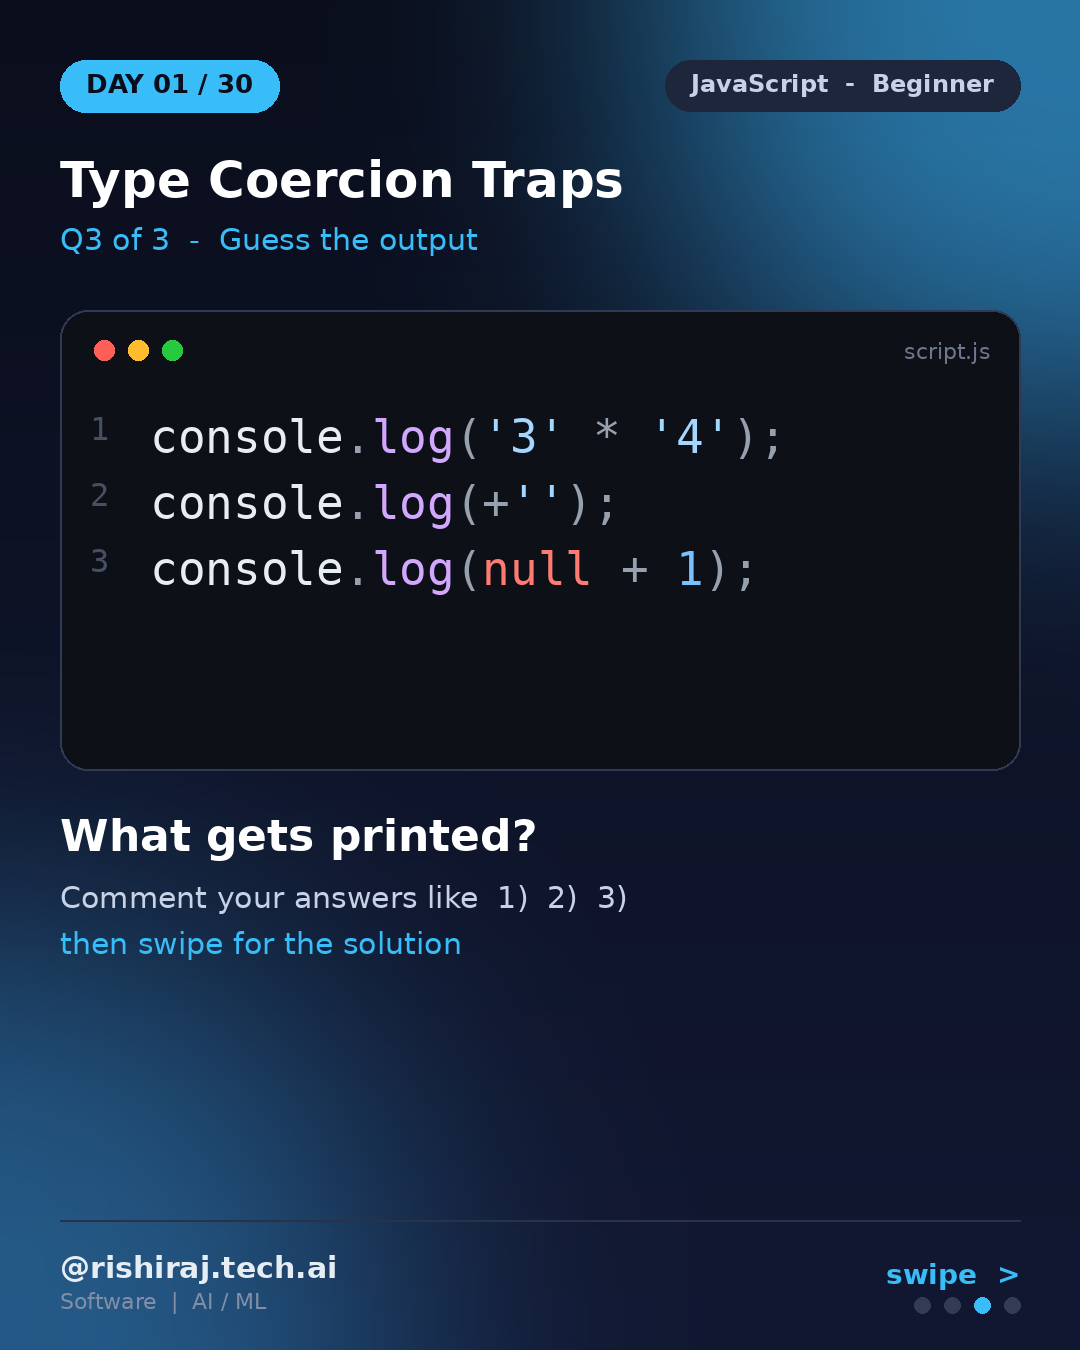 DAY 01 / 30
JavaScript - Beginner
Type Coercion Traps
Q3 of 3 - Guess the output
script.js
1 console.log('3' * '4');
2 console.log(+'');
3 console.log(null + 1);
What gets printed?
Comment your answers like 1) 2) 3)
then swipe for the solution
@rishiraj.tech.ai
Software | AI / ML
swipe >